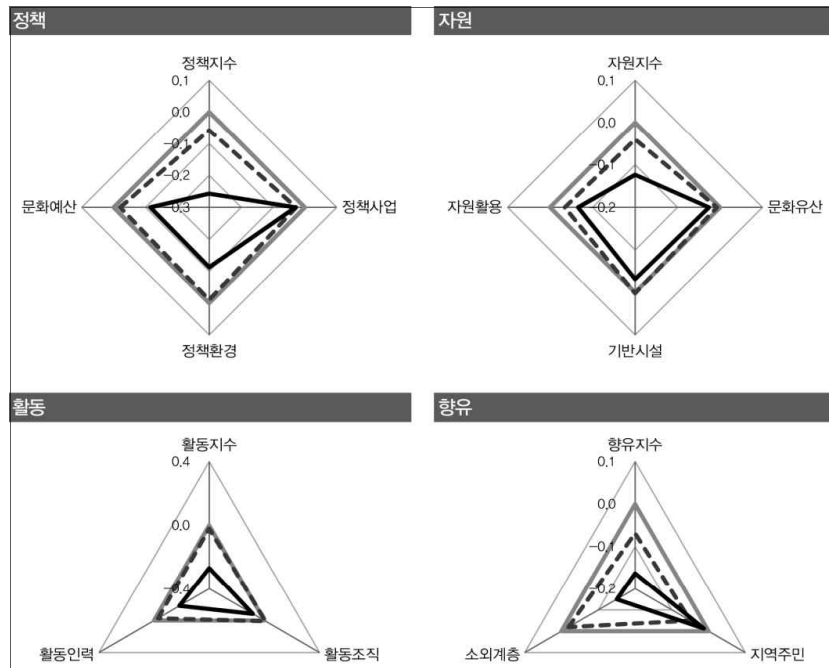 정책
정책지수
0.1
0.0
-0.1
-0.2
-0.3
문화예산
정책사업
정책환경
자원
자원지수
0.1
0.0
-0.1
-0.2
자원활용
문화유산
기반시설
활동
활동지수
0.4
0.0
-0.4
활동인력
활동조직
향유
향유지수
0.1
0.0
-0.1
-0.2
소외계층
지역주민